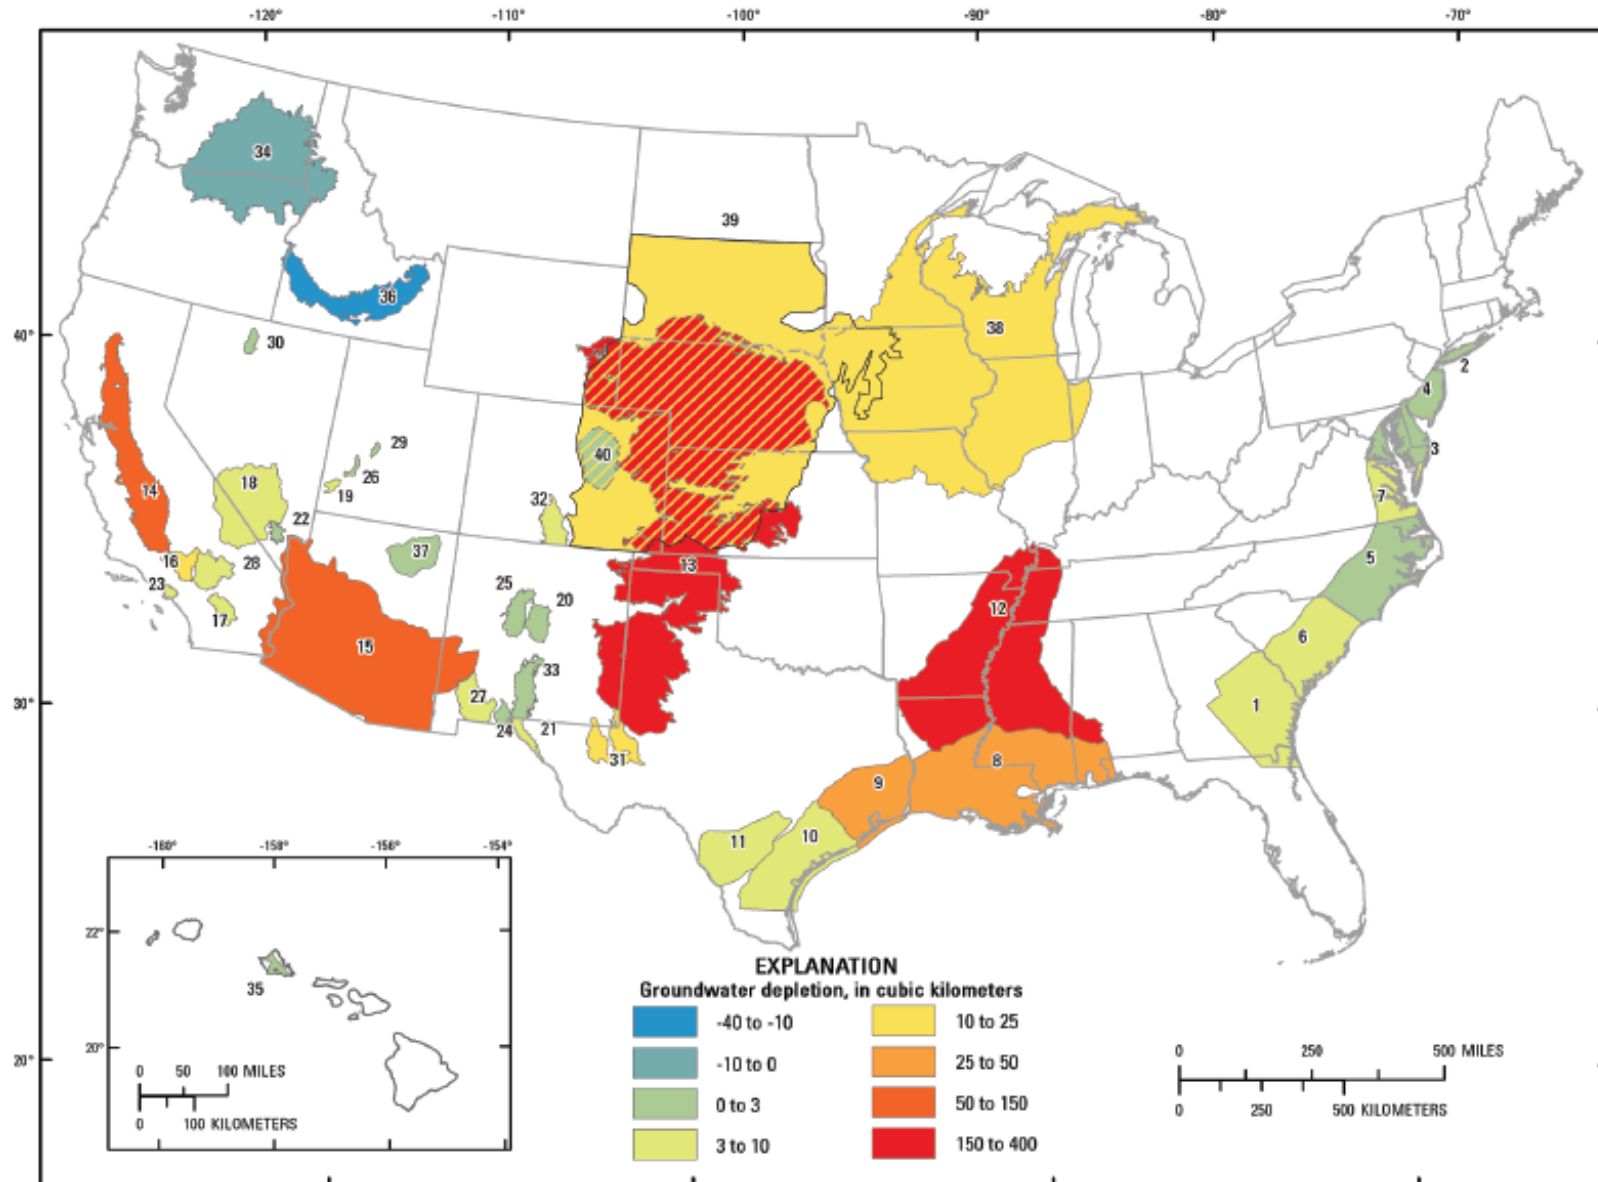 -120° -110° -100° -90° -80° -70°
34
39
36
38
40°
30
2
4
29
3
40
26
14
18
19
32
7
22
37
5
16
28
13
23
25
12
20
17
6
15
33
27
1
30°
24
21
31
8
9
11
10
-160° -158° -156° -154°
22°
35
20°
0 50 100 MILES
0 100 KILOMETERS
EXPLANATION
Groundwater depletion, in cubic kilometers
-40 to -10
-10 to 0
0 to 3
3 to 10
10 to 25
25 to 50
50 to 150
150 to 400
20°
0 250 500 MILES
0 250 500 KILOMETERS